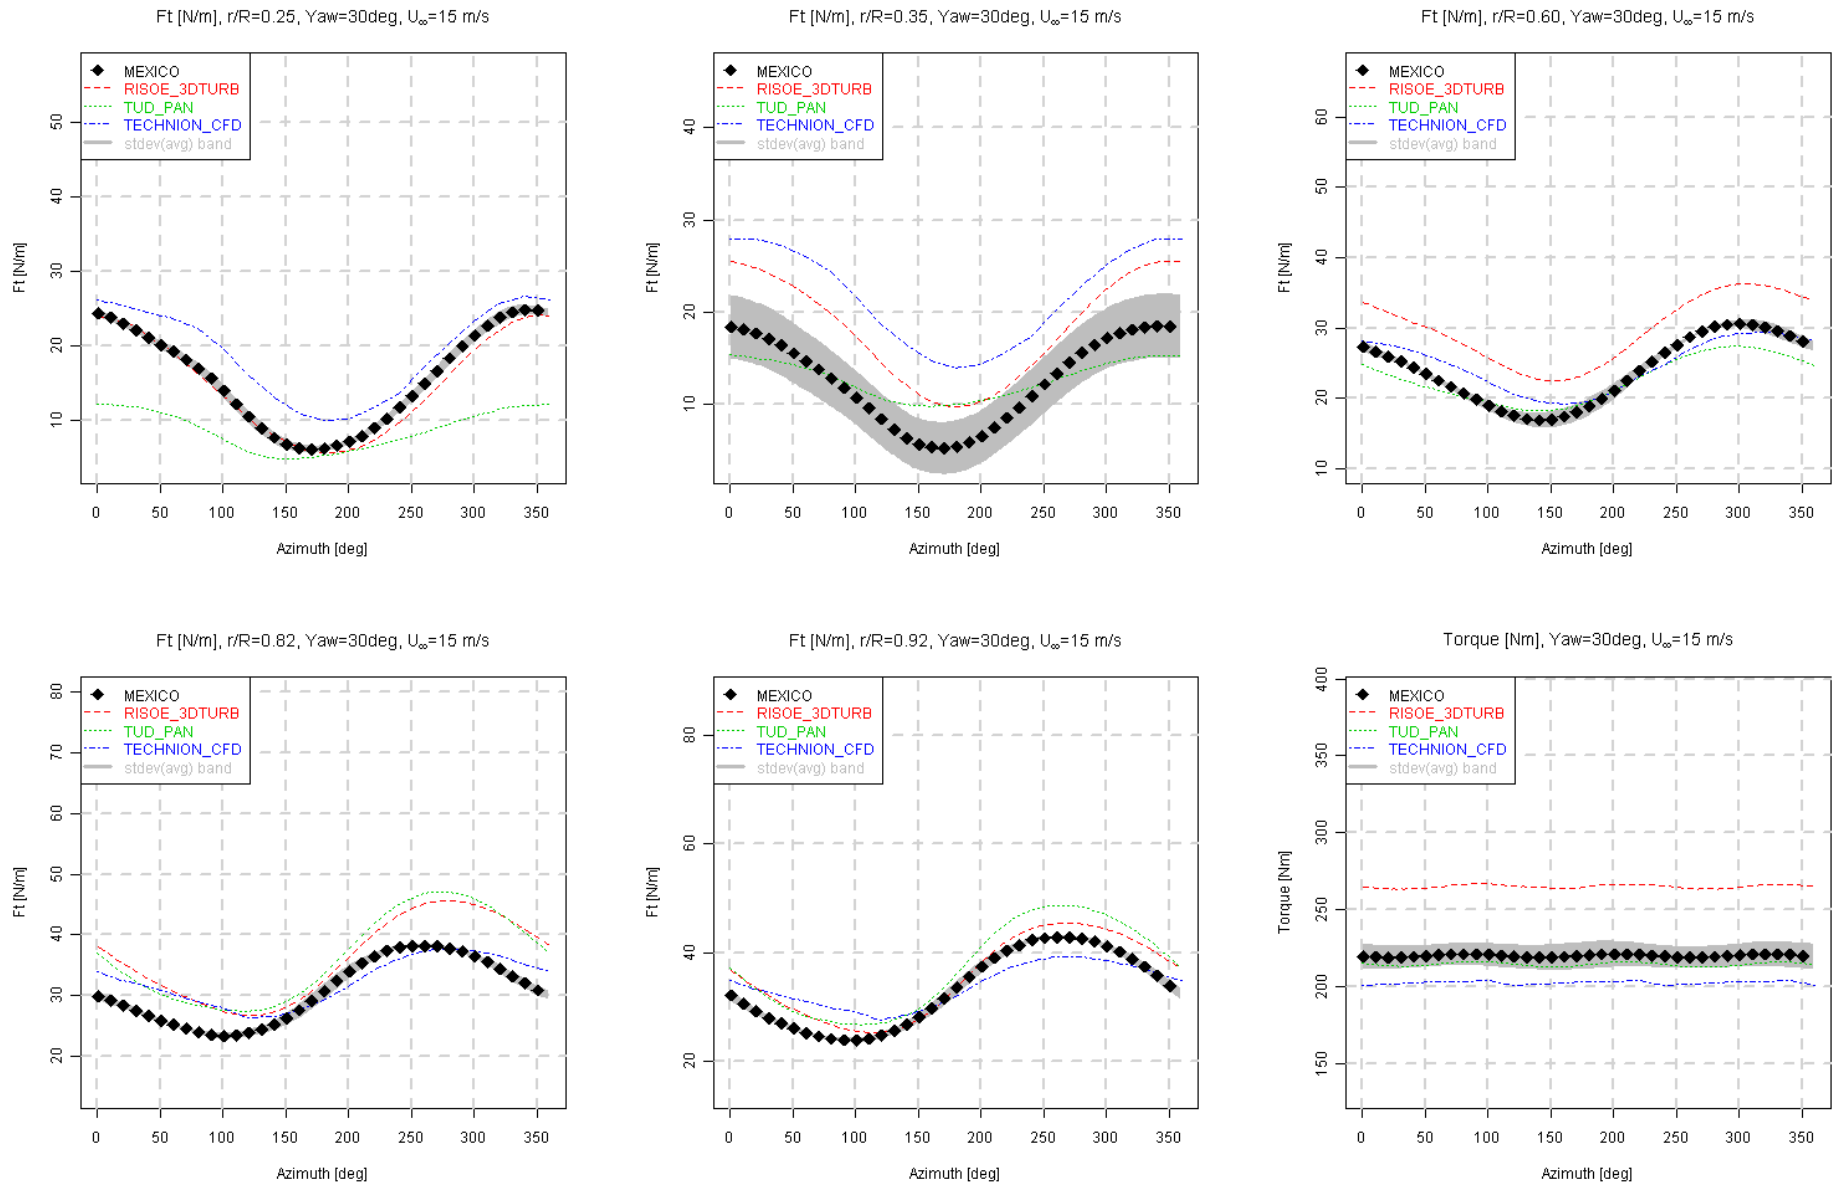 Ft [N/m], r/R=0.25, Yaw=30deg, U∞=15 m/s
MEXICO
RISOE_3DTURB
TUD_PAN
TECHNION_CFD
stdev(avg) band
Ft [N/m]
10 20 30 40 50
0 50 100 150 200 250 300 350
Azimuth [deg]
Ft [N/m], r/R=0.35, Yaw=30deg, U∞=15 m/s
MEXICO
RISOE_3DTURB
TUD_PAN
TECHNION_CFD
stdev(avg) band
Ft [N/m]
10 20 30 40
0 50 100 150 200 250 300 350
Azimuth [deg]
Ft [N/m], r/R=0.60, Yaw=30deg, U∞=15 m/s
MEXICO
RISOE_3DTURB
TUD_PAN
TECHNION_CFD
stdev(avg) band
Ft [N/m]
10 20 30 40 50 60
0 50 100 150 200 250 300 350
Azimuth [deg]
Ft [N/m], r/R=0.82, Yaw=30deg, U∞=15 m/s
MEXICO
RISOE_3DTURB
TUD_PAN
TECHNION_CFD
stdev(avg) band
Ft [N/m]
20 30 40 50 60 70 80
0 50 100 150 200 250 300 350
Azimuth [deg]
Ft [N/m], r/R=0.92, Yaw=30deg, U∞=15 m/s
MEXICO
RISOE_3DTURB
TUD_PAN
TECHNION_CFD
stdev(avg) band
Ft [N/m]
20 40 60 80
0 50 100 150 200 250 300 350
Azimuth [deg]
Torque [Nm], Yaw=30deg, U∞=15 m/s
MEXICO
RISOE_3DTURB
TUD_PAN
TECHNION_CFD
stdev(avg) band
Torque [Nm]
150 200 250 300 350 400
0 50 100 150 200 250 300 350
Azimuth [deg]